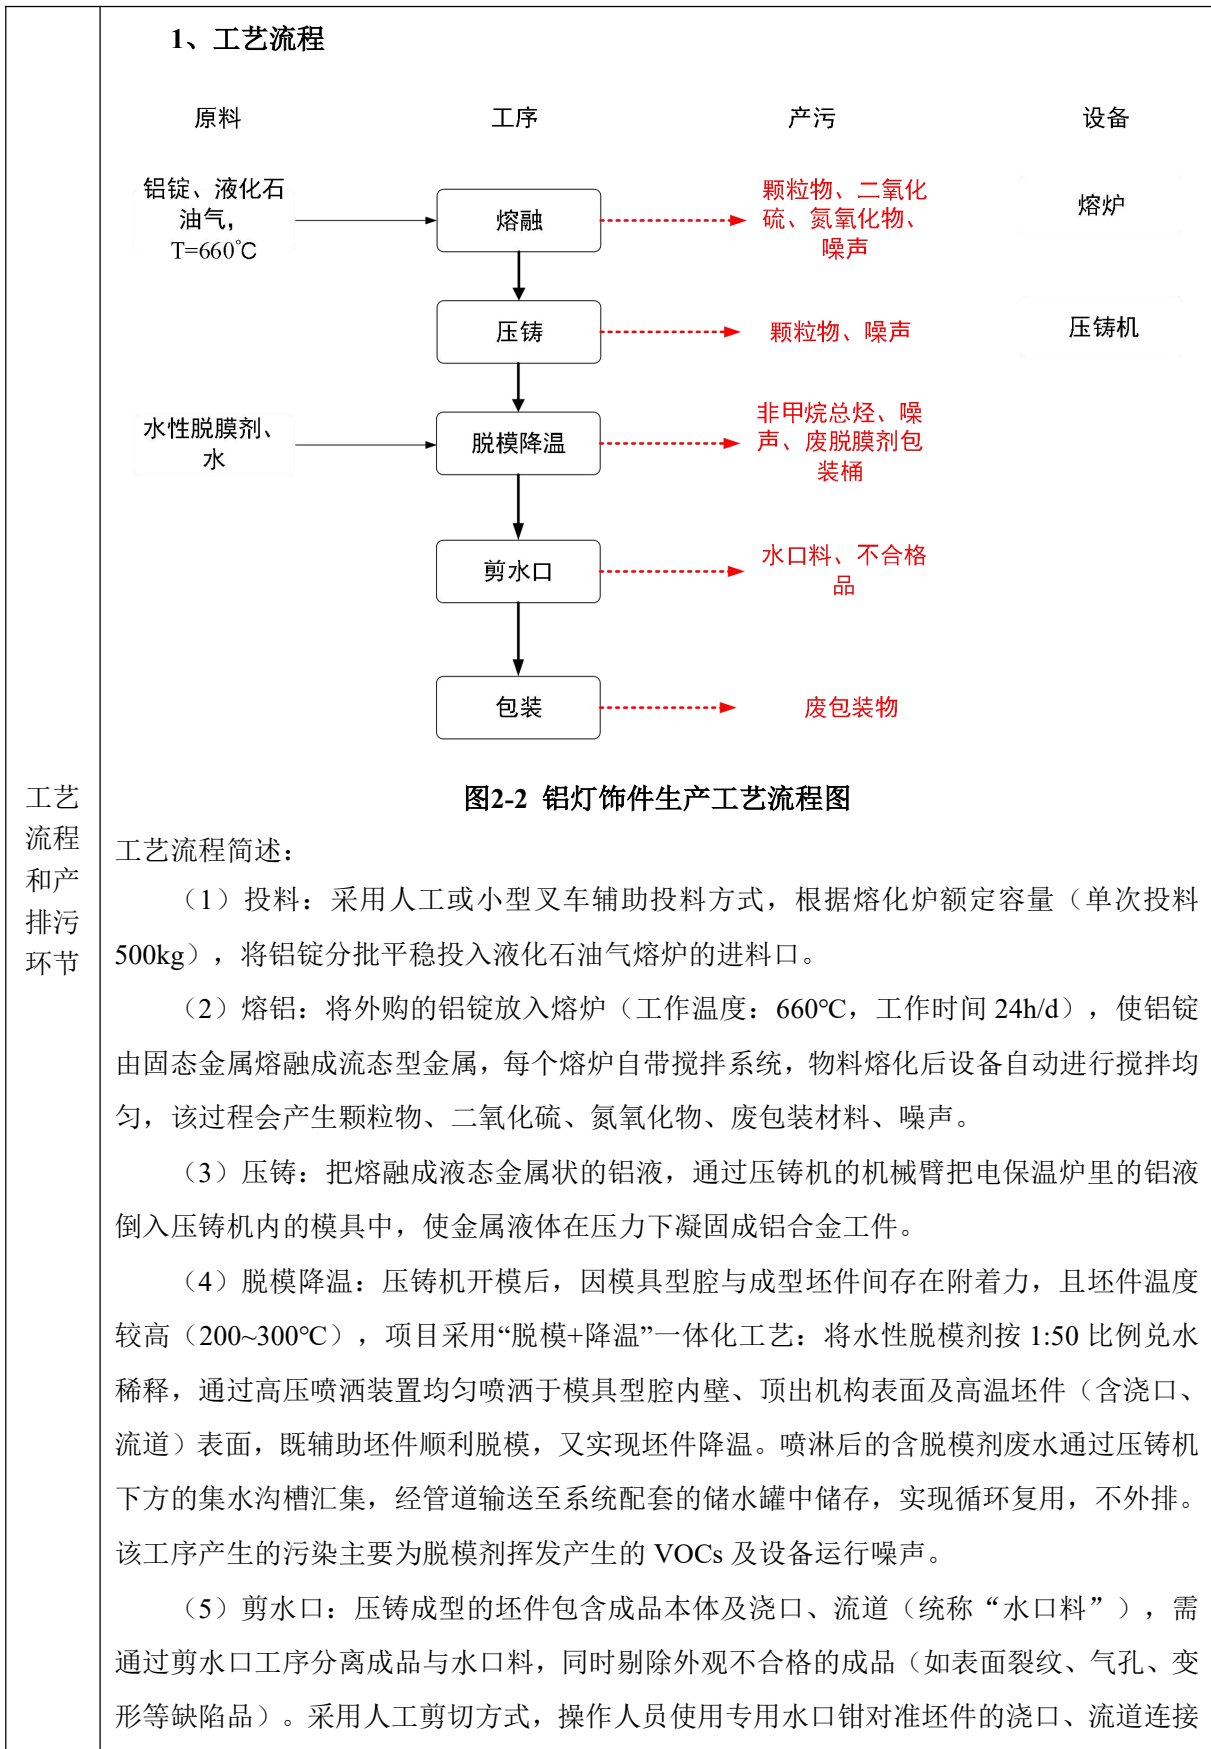 1、工艺流程
原料
工序
产污
设备
铝锭、液化石
油气，
T=660℃
熔融
颗粒物、二氧化
硫、氮氧化物、
噪声
熔炉
压铸
颗粒物、噪声
压铸机
水性脱膜剂、
水
脱模降温
非甲烷总烃、噪
声、废脱膜剂包
装桶
剪水口
水口料、不合格
品
包装
废包装物
图2-2 铝灯饰件生产工艺流程图
工艺
流程
和产
排污
环节
工艺流程简述：
（1）投料：采用人工或小型叉车辅助投料方式，根据熔化炉额定容量（单次投料
500kg），将铝锭分批平稳投入液化石油气熔炉的进料口。
（2）熔铝：将外购的铝锭放入熔炉（工作温度：660℃，工作时间 24h/d），使铝锭
由固态金属熔融成流态型金属，每个熔炉自带搅拌系统，物料熔化后设备自动进行搅拌均
匀，该过程会产生颗粒物、二氧化硫、氮氧化物、废包装材料、噪声。
（3）压铸：把熔融成液态金属状的铝液，通过压铸机的机械臂把电保温炉里的铝液
倒入压铸机内的模具中，使金属液体在压力下凝固成铝合金工件。
（4）脱模降温：压铸机开模后，因模具型腔与成型坯件间存在附着力，且坯件温度
较高（200~300℃），项目采用“脱模+降温”一体化工艺：将水性脱模剂按 1:50 比例兑水
稀释，通过高压喷洒装置均匀喷洒于模具型腔内壁、顶出机构表面及高温坯件（含浇口、
流道）表面，既辅助坯件顺利脱模，又实现坯件降温。喷淋后的含脱模剂废水通过压铸机
下方的集水沟槽汇集，经管道输送至系统配套的储水罐中储存，实现循环复用，不外排。
该工序产生的污染主要为脱模剂挥发产生的 VOCs 及设备运行噪声。
（5）剪水口：压铸成型的坯件包含成品本体及浇口、流道（统称“水口料”），需
通过剪水口工序分离成品与水口料，同时剔除外观不合格的成品（如表面裂纹、气孔、变
形等缺陷品）。采用人工剪切方式，操作人员使用专用水口钳对准坯件的浇口、流道连接